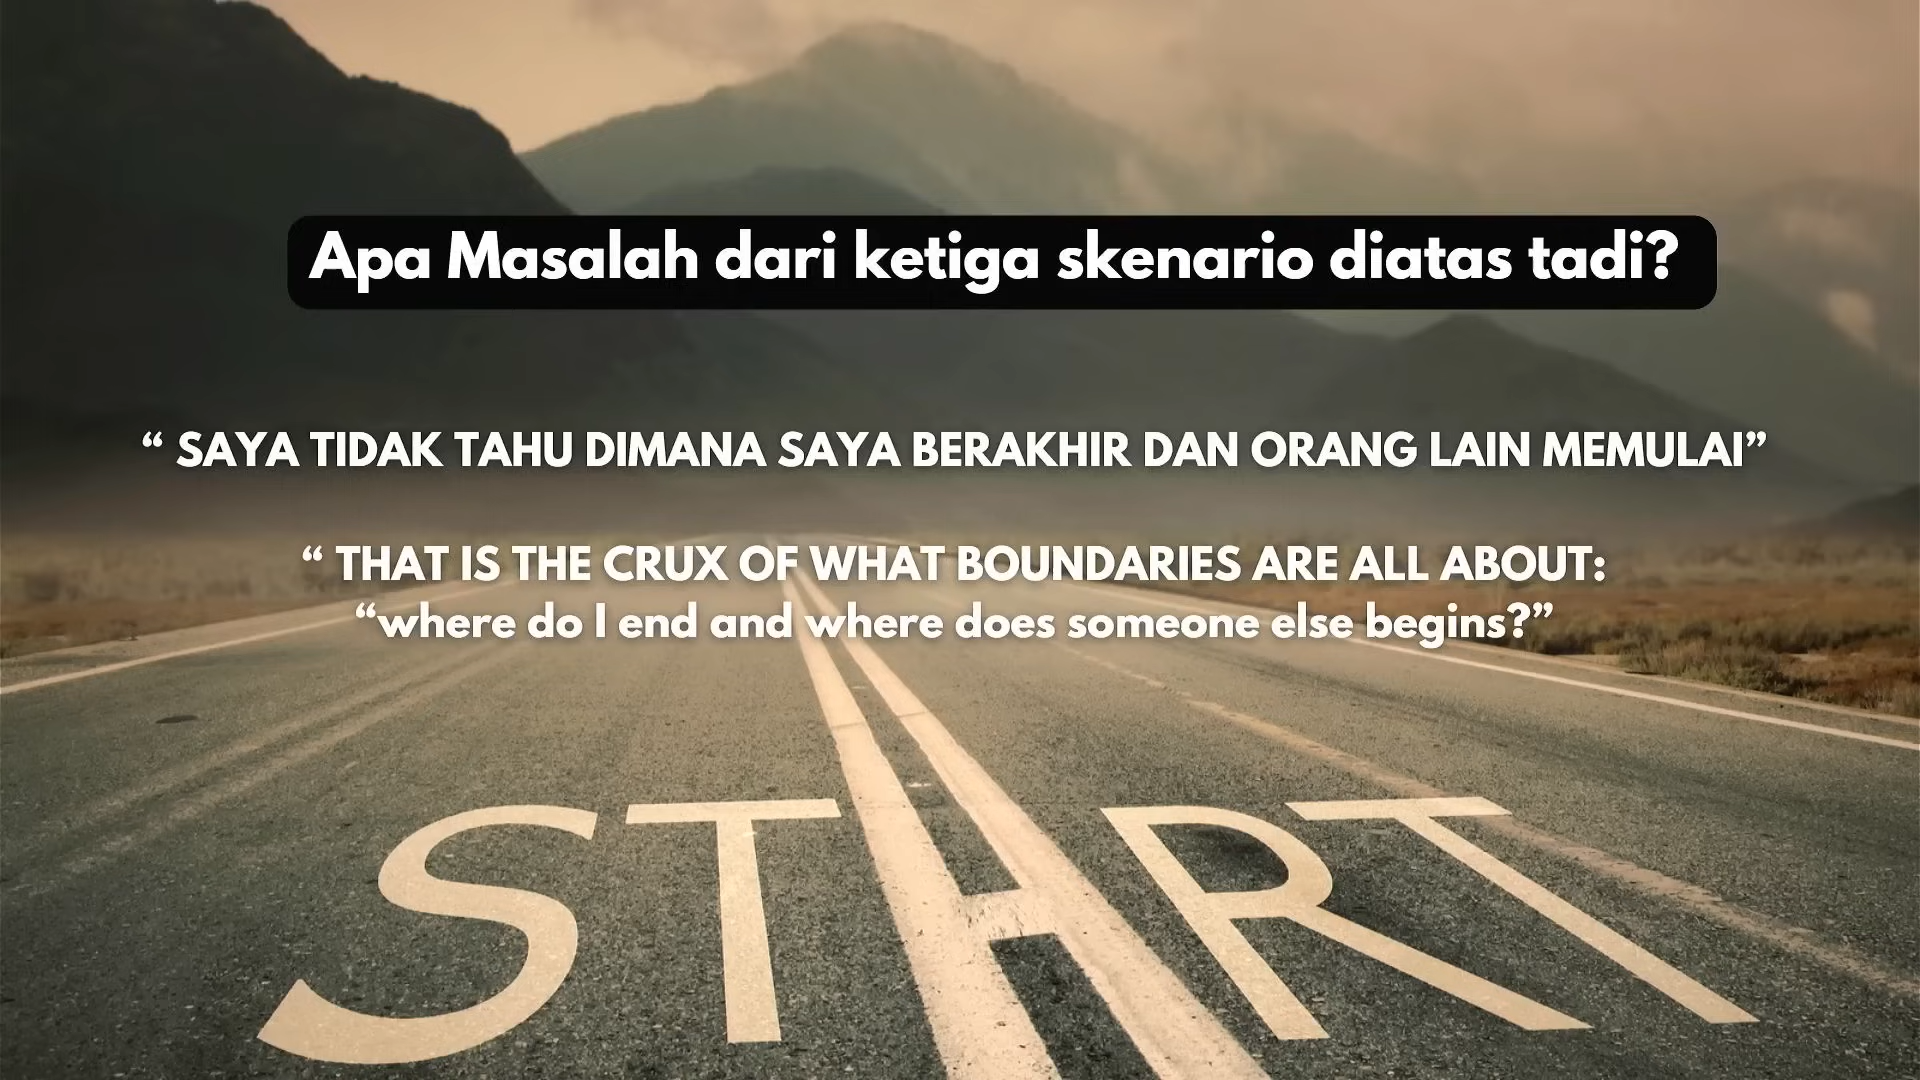 Apa Masalah dari ketiga skenario diatas tadi?
“ SAYA TIDAK TAHU DIMANA SAYA BERAKHIR DAN ORANG LAIN MEMULAI”
“ THAT IS THE CRUX OF WHAT BOUNDARIES ARE ALL ABOUT:
“where do I end and where does someone else begins?”
START